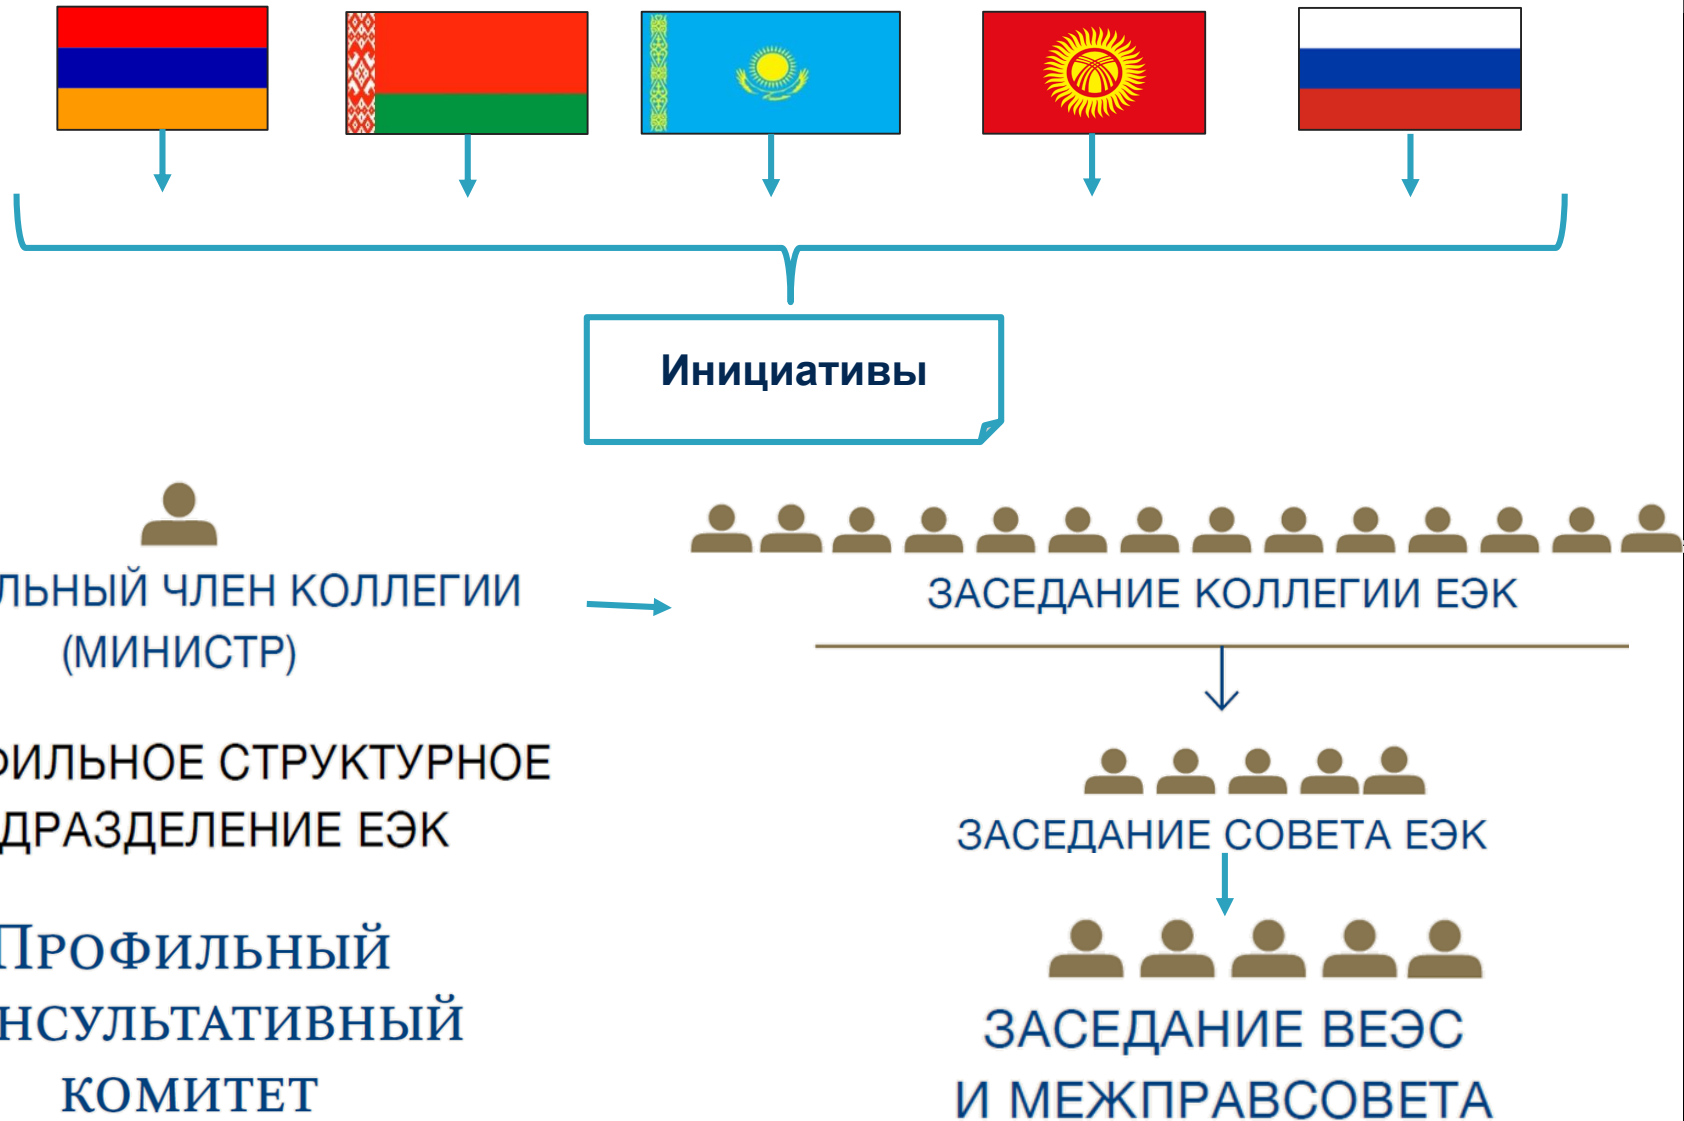 Инициативы
ЛЬНЫЙ ЧЛЕН КОЛЛЕГИИ
(МИНИСТР)
ЗАСЕДАНИЕ КОЛЛЕГИИ ЕЭК
ФИЛЬНОЕ СТРУКТУРНОЕ
ДРАЗДЕЛЕНИЕ ЕЭК
ЗАСЕДАНИЕ СОВЕТА ЕЭК
ПРОФИЛЬНЫЙ
НСУЛЬТАТИВНЫЙ
КОМИТЕТ
ЗАСЕДАНИЕ ВЕЭС
И МЕЖПРАВСОВЕТА